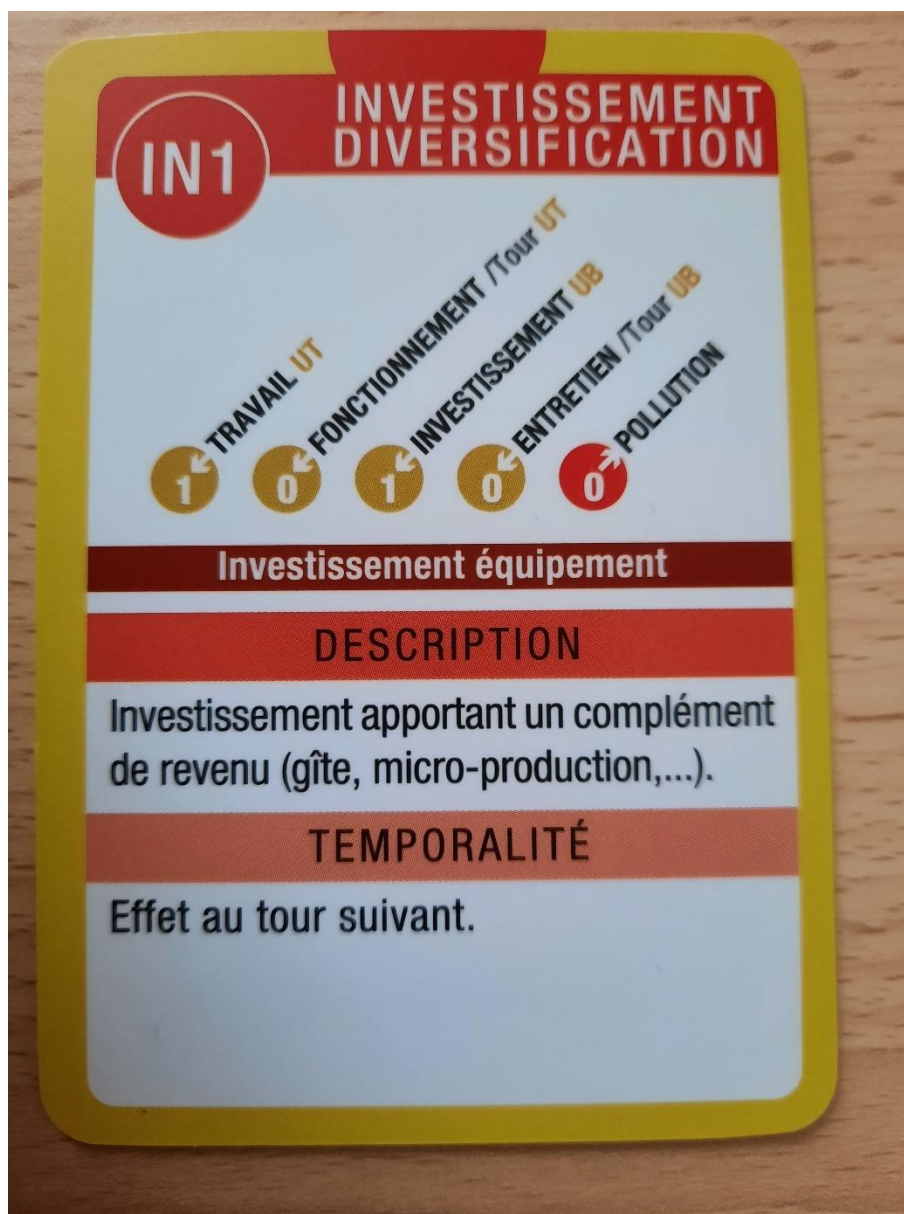 IN1
INVESTISSEMENT
DIVERSIFICATION
TRAVAIL UT
FONCTIONNEMENT /Tour UT
INVESTISSEMENT UB
ENTRETIEN /Tour UB
POLLUTION
1 0 1 0 0
Investissement équipement
DESCRIPTION
Investissement apportant un complément
de revenu (gîte, micro-production,...).
TEMPORALITÉ
Effet au tour suivant.